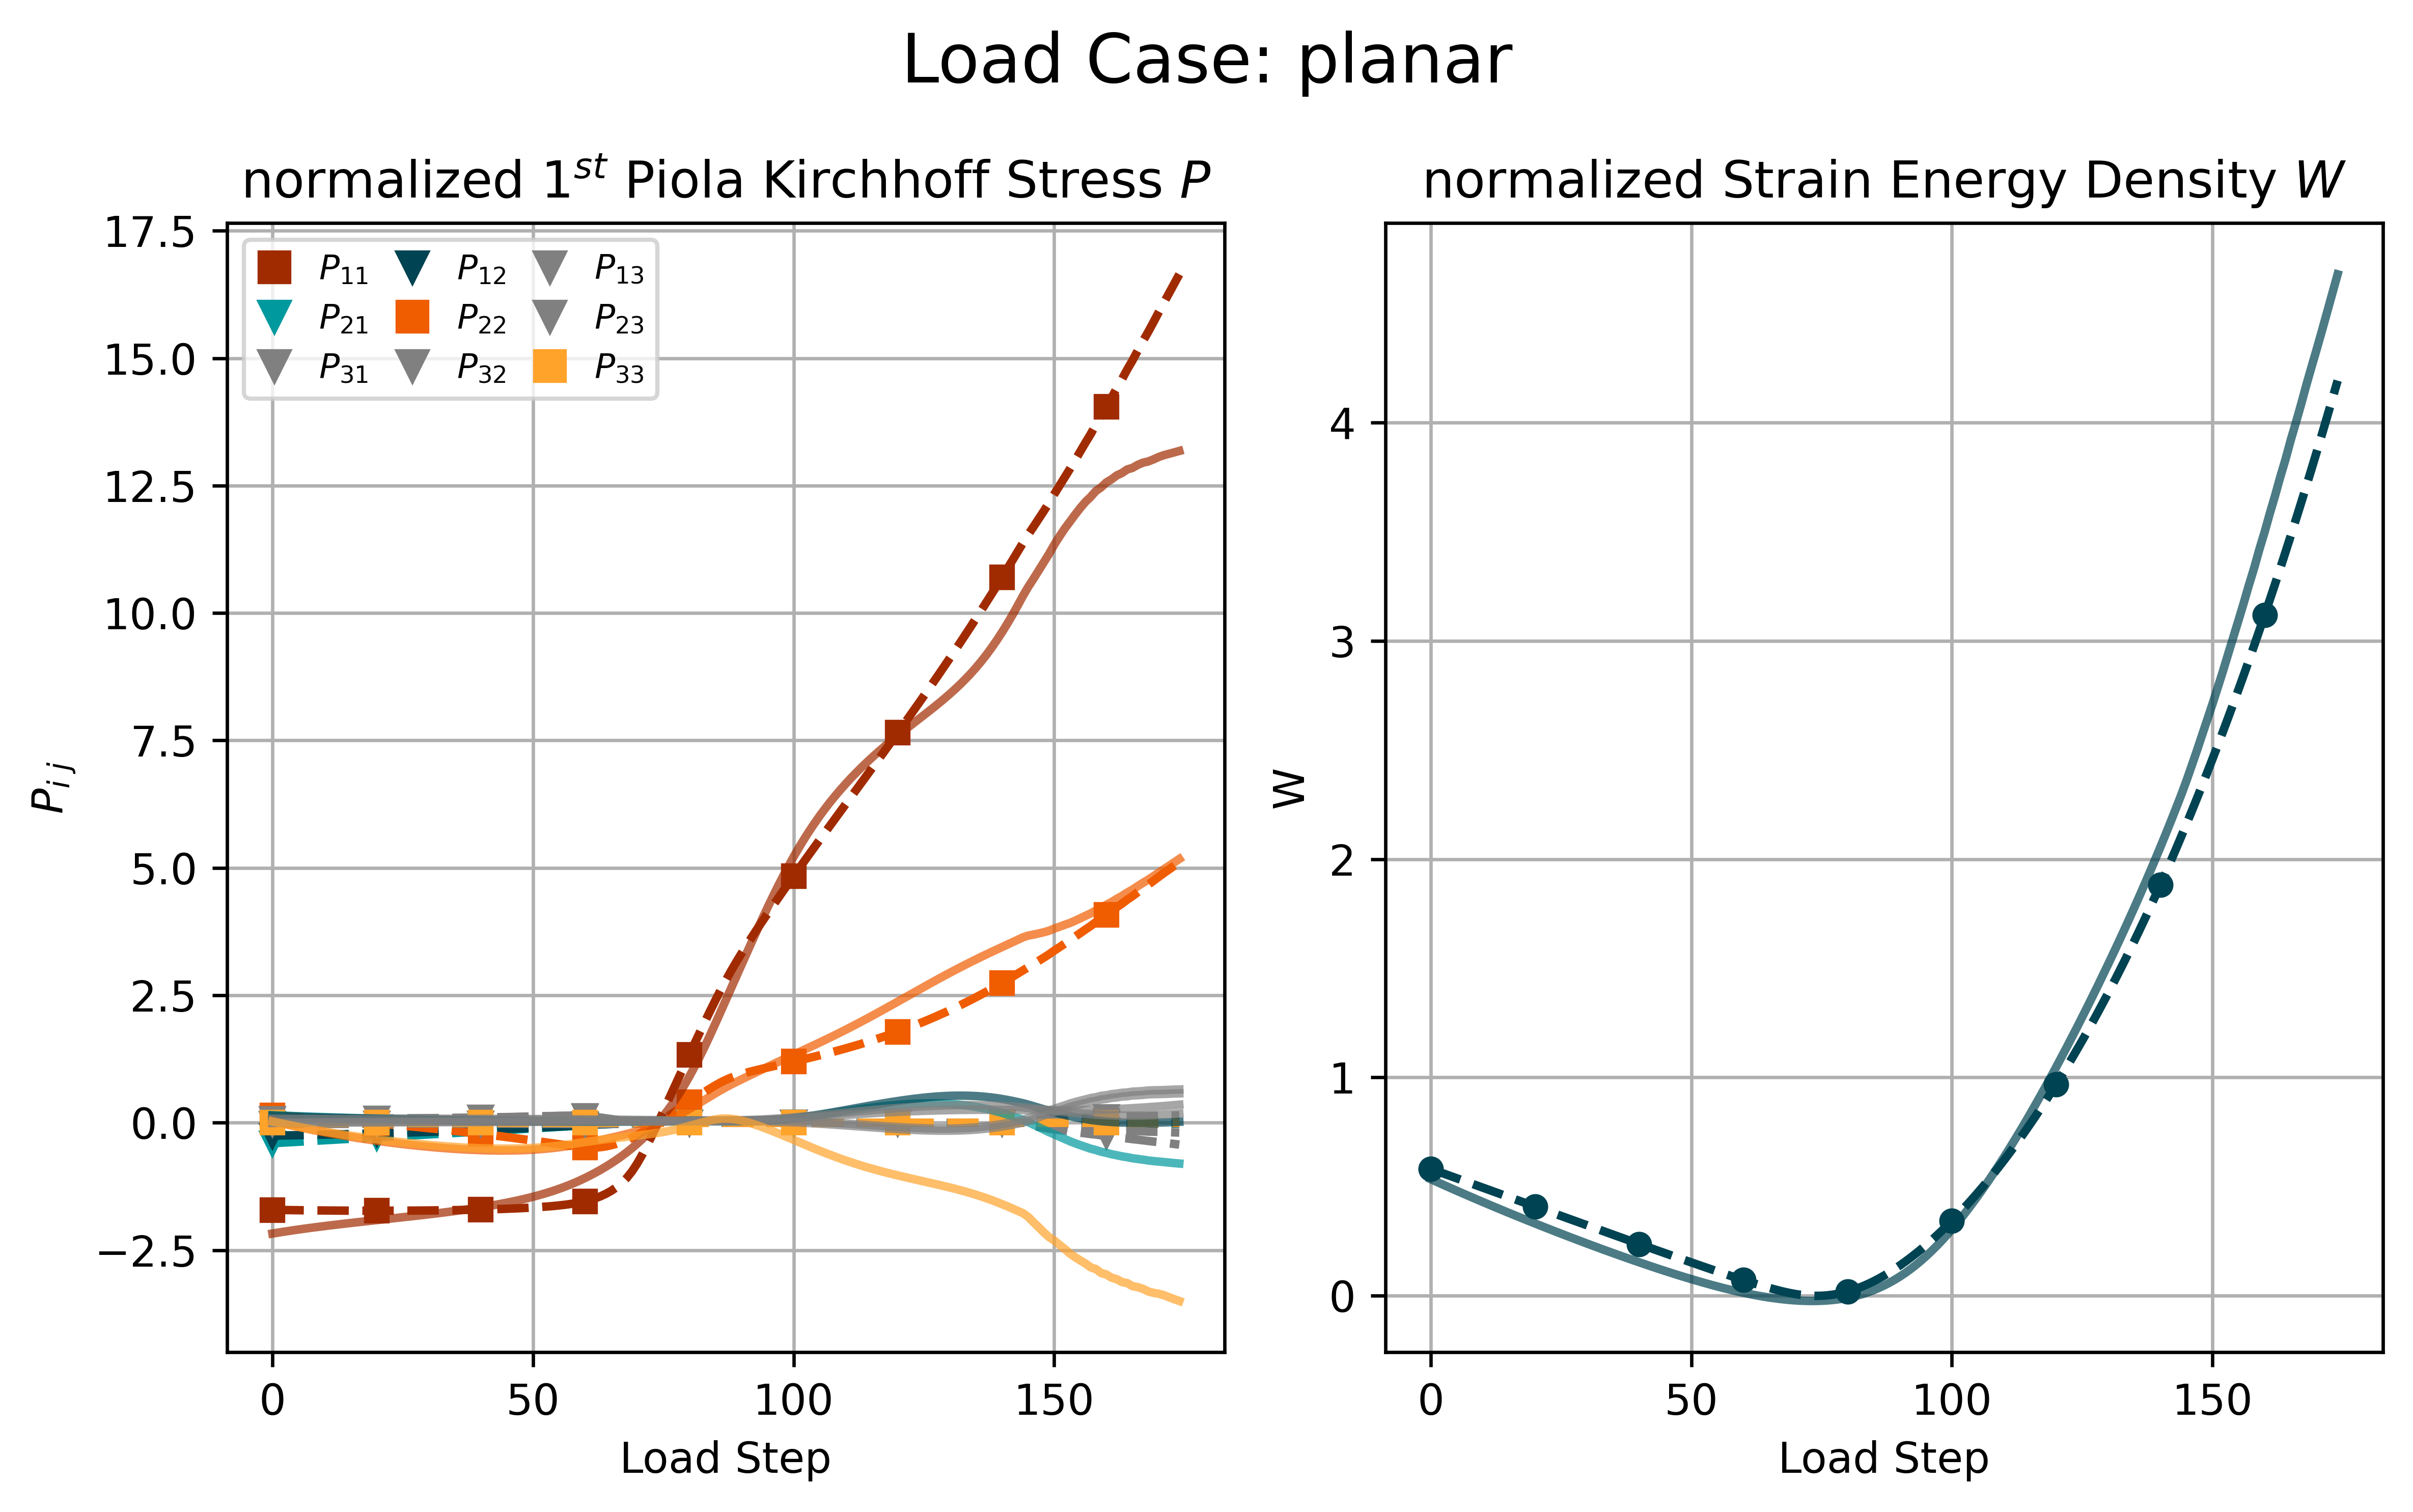 Load Case: planar
normalized 1st Piola Kirchhoff Stress P
17.5
15.0
12.5
10.0
7.5
5.0
2.5
0.0
−2.5
P11 P12 P13
P21 P22 P23
P31 P32 P33
Pi j
0 50 100 150
Load Step
normalized Strain Energy Density W
4
3
2
1
0
W
0 50 100 150
Load Step